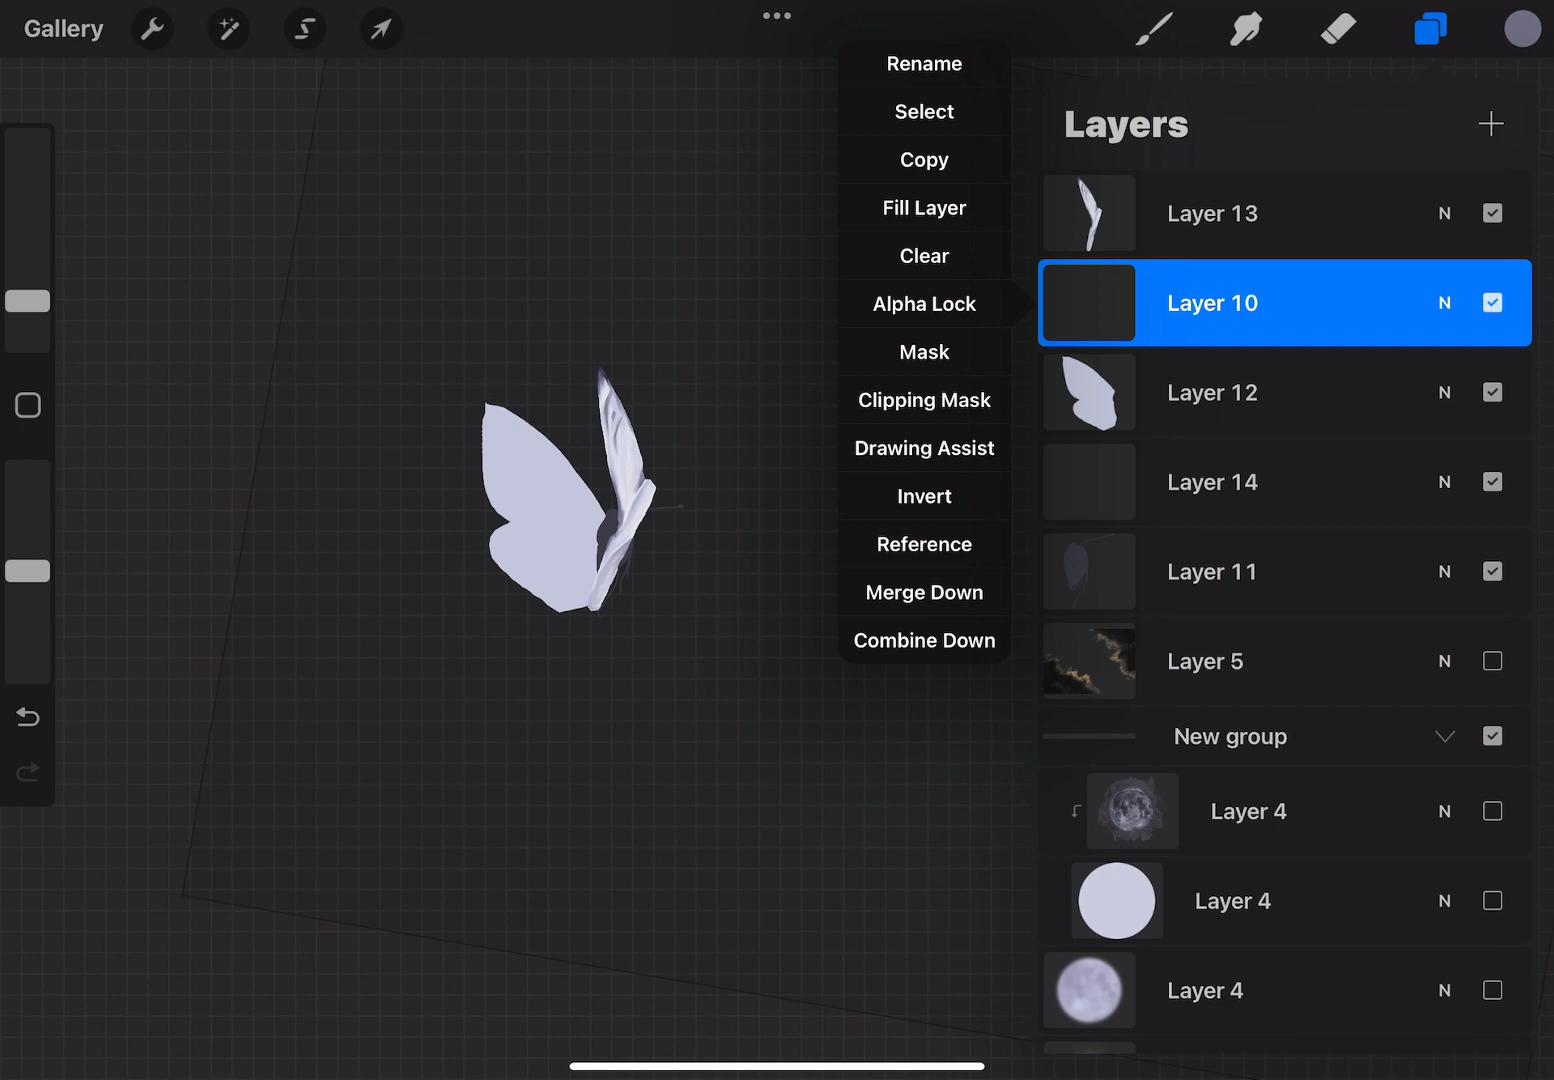 Gallery
Rename
Select
Copy
Fill Layer
Clear
Alpha Lock
Mask
Clipping Mask
Drawing Assist
Invert
Reference
Merge Down
Combine Down
Layers
Layer 13 N
Layer 10 N
Layer 12 N
Layer 14 N
Layer 11 N
Layer 5 N
New group
Layer 4 N
Layer 4 N
Layer 4 N